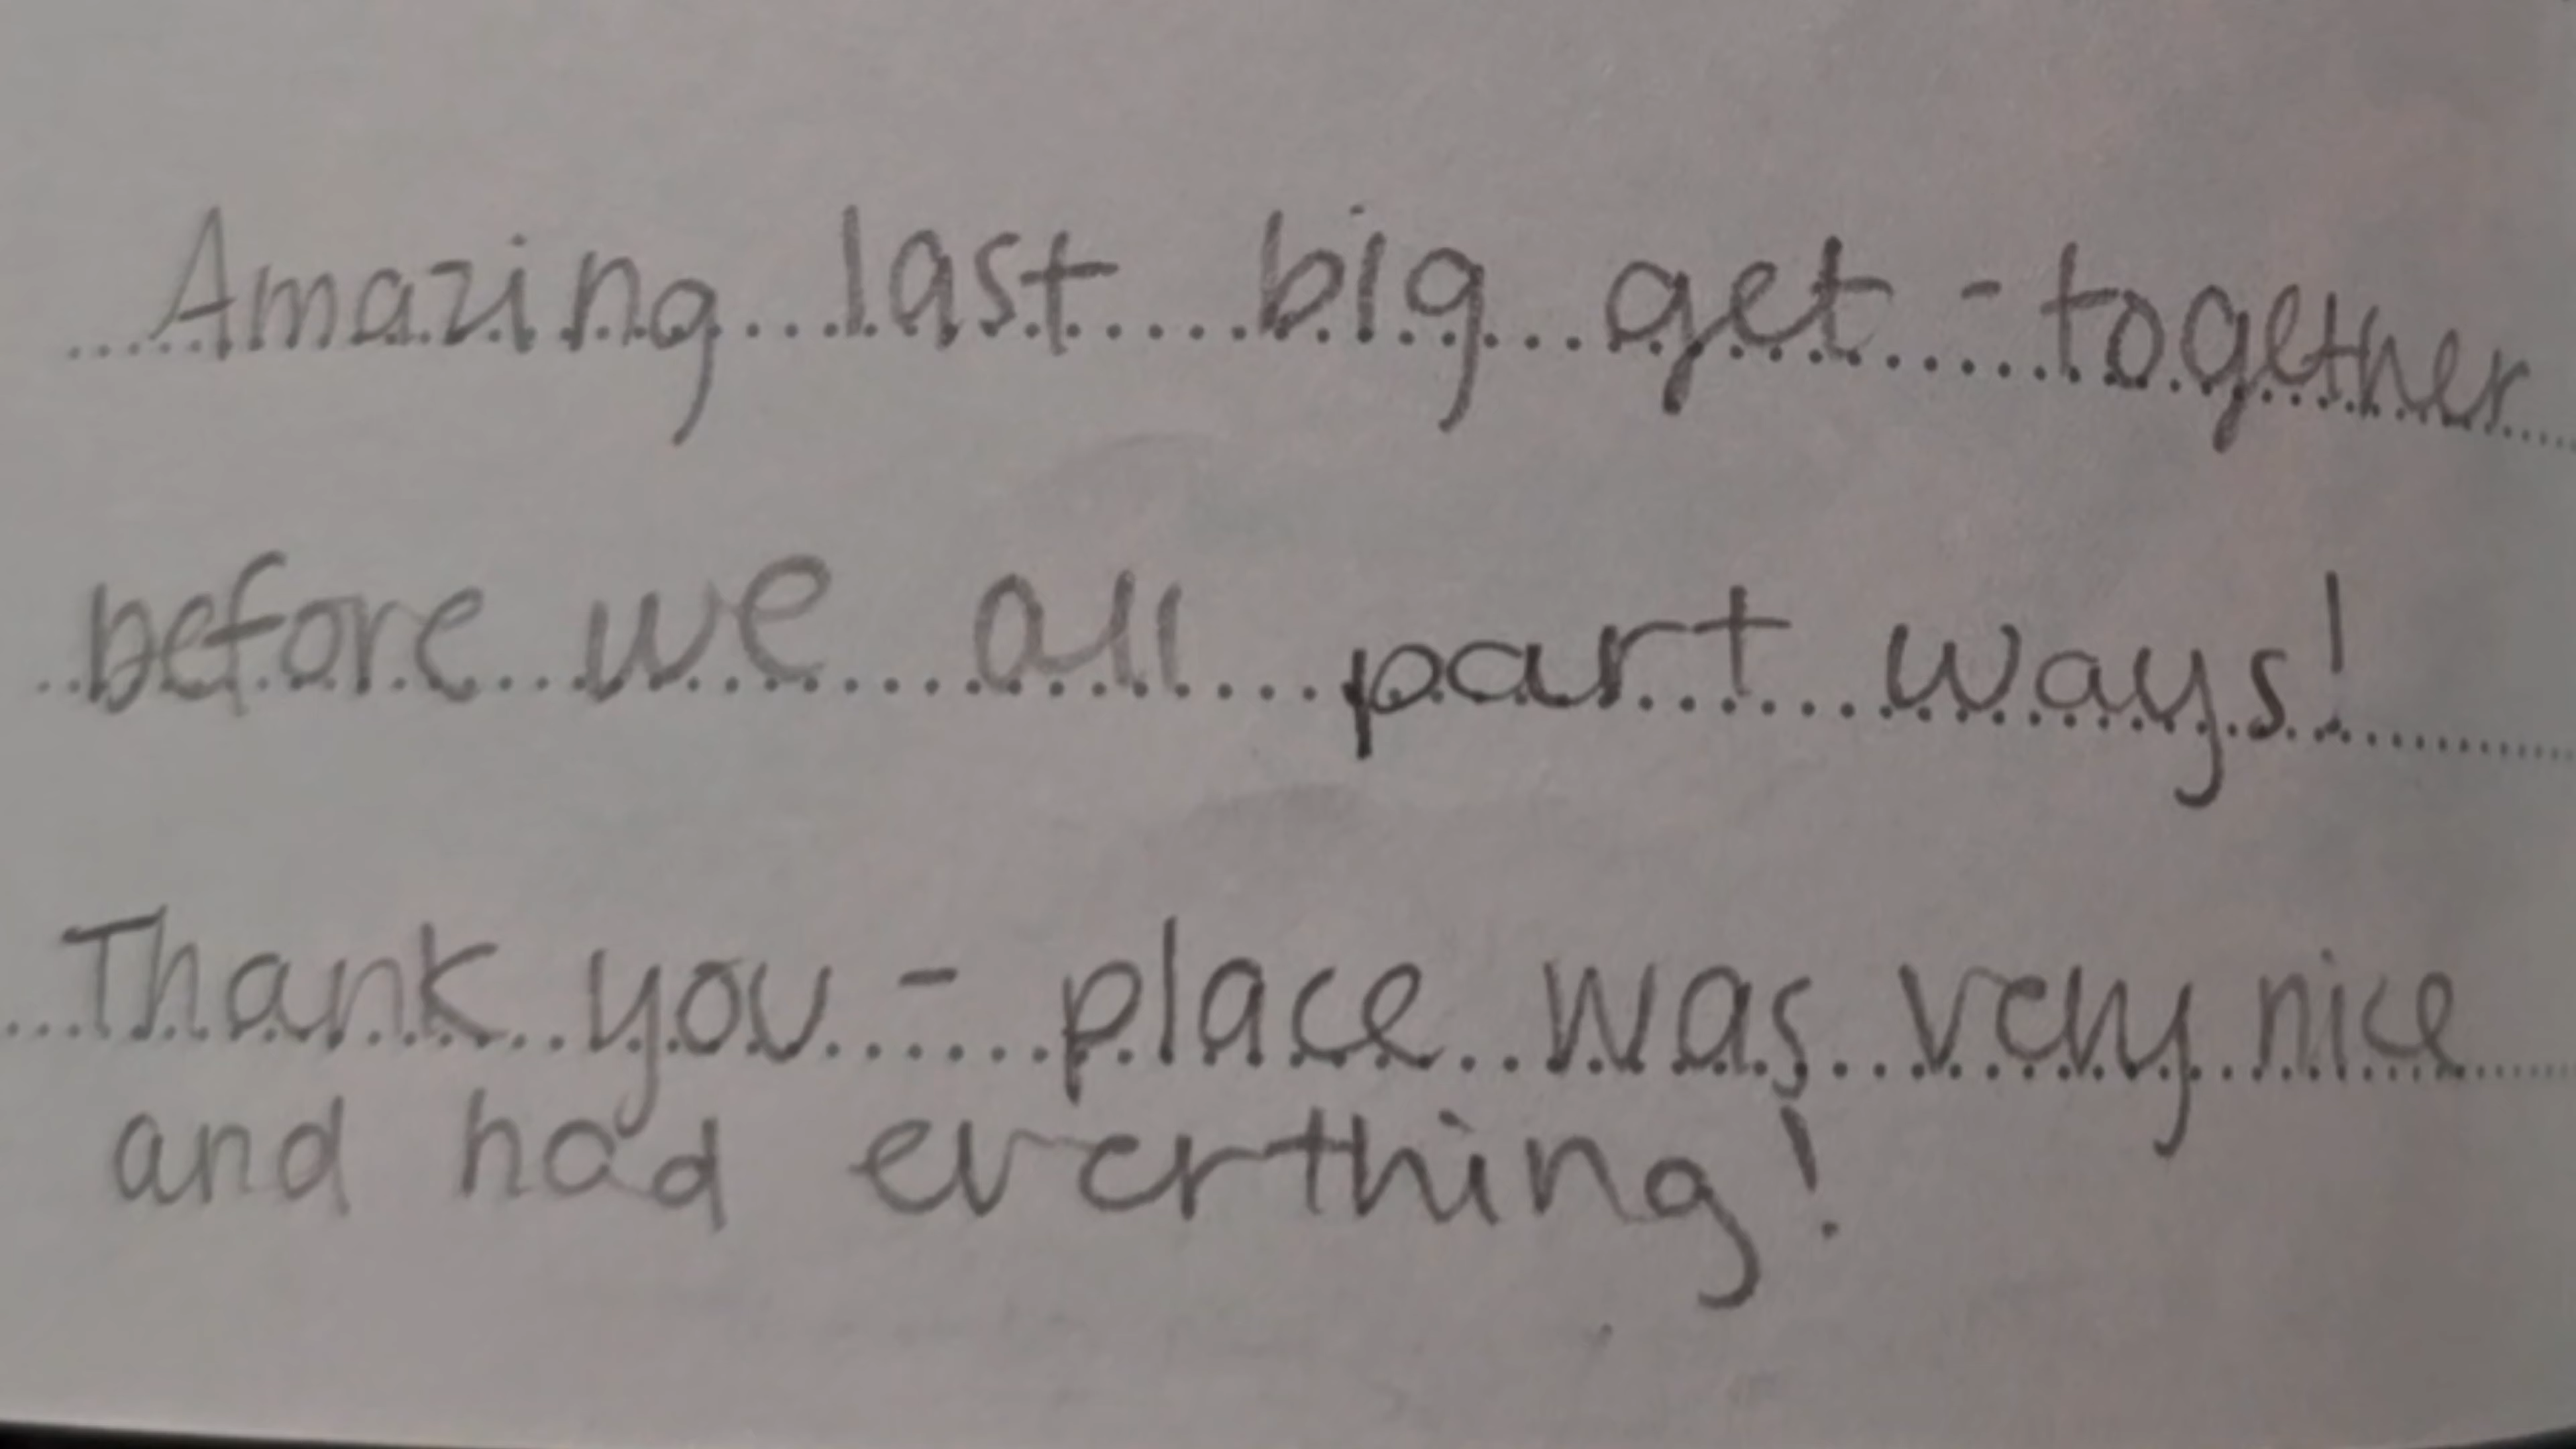 Amazing last big get-together
before we all part ways!
Thank you - place was very nice
and had everthing!